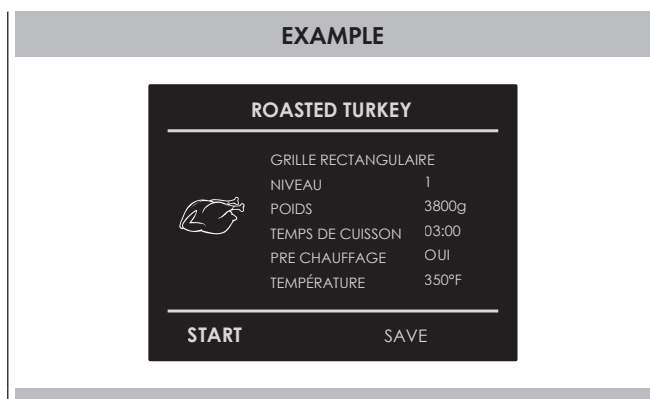 EXAMPLE
ROASTED TURKEY
GRILLE RECTANGULAIRE
NIVEAU 1
POIDS 3800g
TEMPS DE CUISSON 03:00
PRE CHAUFFAGE OUI
TEMPÉRATURE 350°F
START SAVE